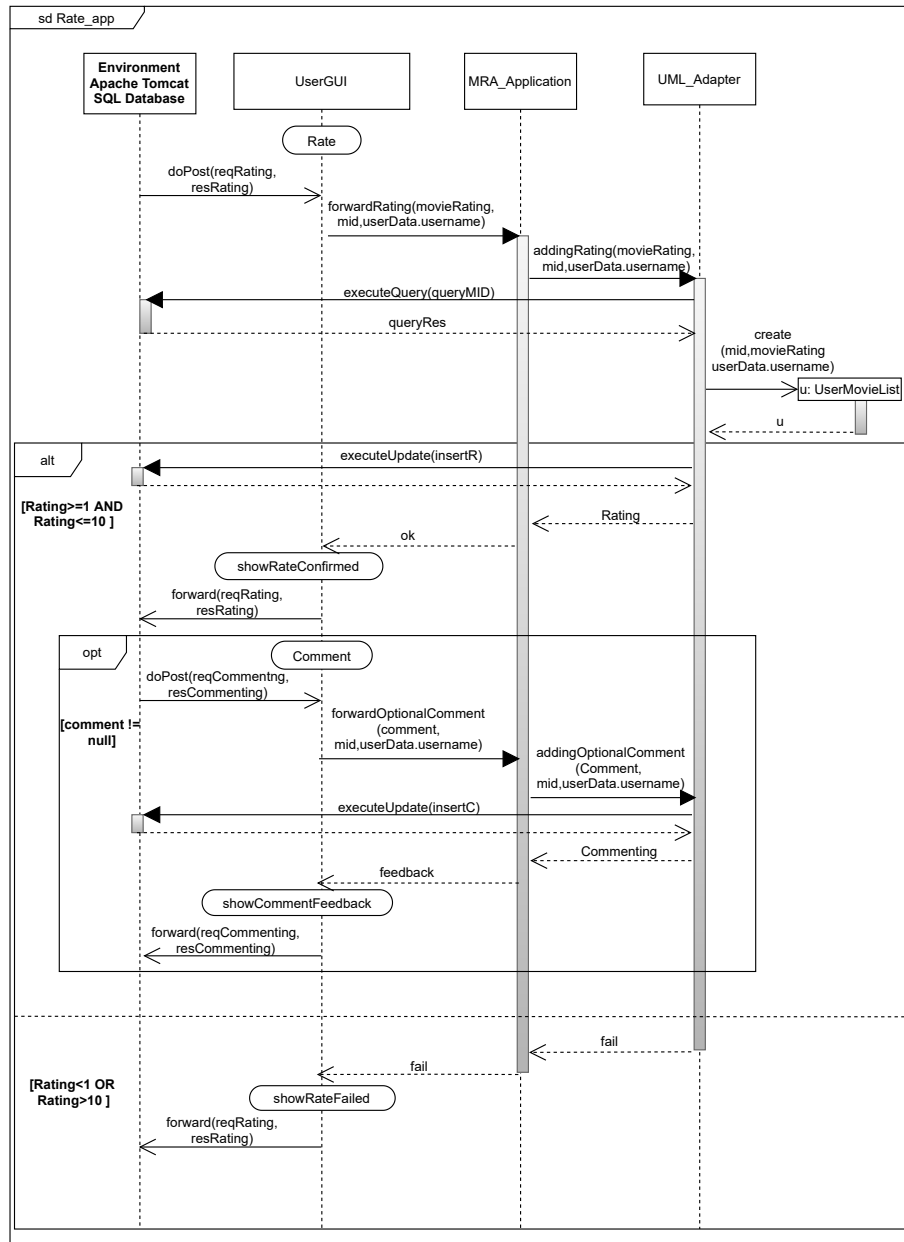 sd Rate_app
Environment
Apache Tomcat
SQL Database
UserGUI
MRA_Application
UML_Adapter
Rate
doPost(reqRating,
resRating)
forwardRating(movieRating,
mid,userData.username)
addingRating(movieRating,
mid,userData.username)
executeQuery(queryMID)
queryRes
create
(mid,movieRating
userData.username)
u: UserMovieList
u
alt
executeUpdate(insertR)
[Rating>=1 AND
Rating<=10 ]
Rating
ok
showRateConfirmed
forward(reqRating,
resRating)
opt
Comment
doPost(reqCommentng,
resCommenting)
[comment !=
null]
forwardOptionalComment
(comment,
mid,userData.username)
addingOptionalComment
(Comment,
mid,userData.username)
executeUpdate(insertC)
Commenting
feedback
showCommentFeedback
forward(reqCommenting,
resCommenting)
fail
fail
[Rating<1 OR
Rating>10 ]
showRateFailed
forward(reqRating,
resRating)